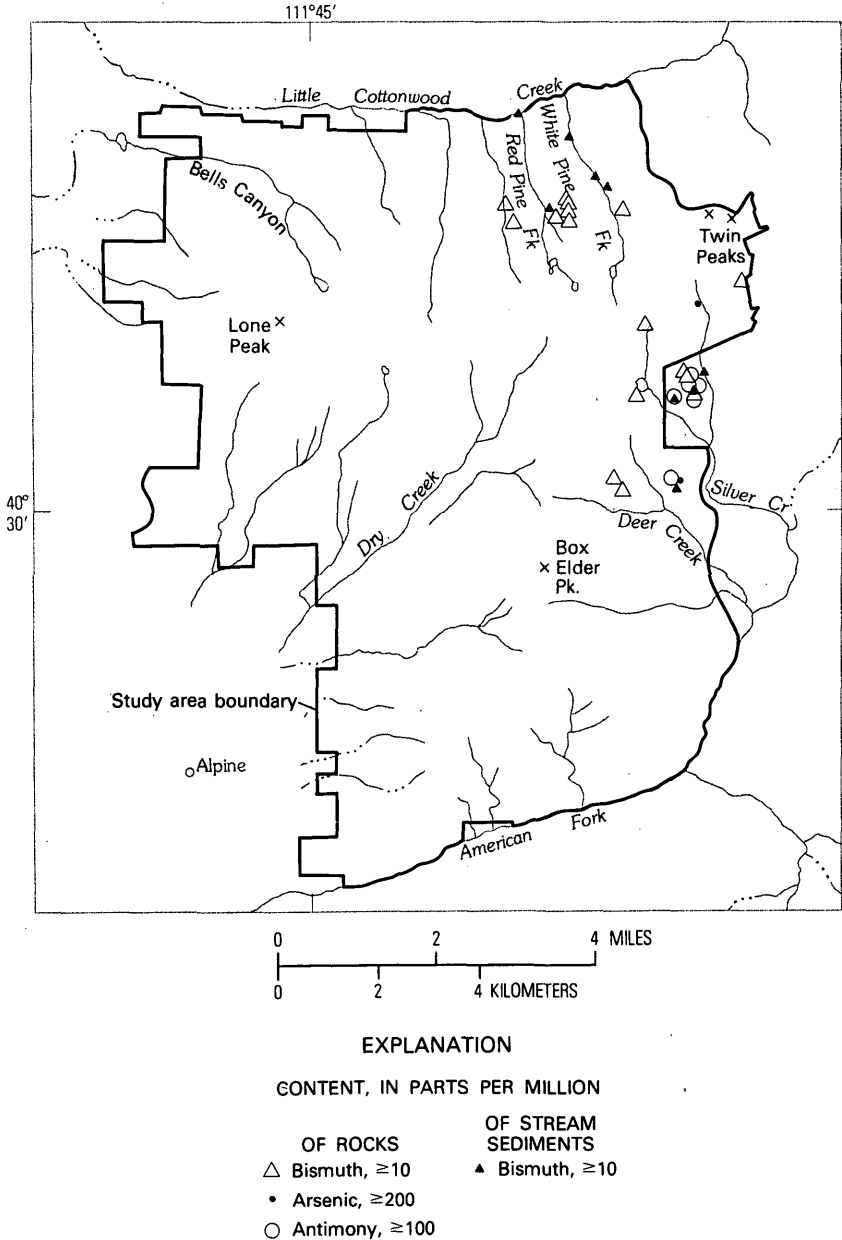 111°45'
Little Cottonwood Creek
Red Pine Fk
White Pine Fk
Bells Canyon
Twin
Peaks
Lone
Peak
40°
30'
Dry Creek
Silver Cr
Deer Creek
Box
Elder
Pk.
Study area boundary
Alpine
American Fork
0 2 4 MILES
0 2 4 KILOMETERS
EXPLANATION
CONTENT, IN PARTS PER MILLION
OF ROCKS
Bismuth, ≥10
Arsenic, ≥200
Antimony, ≥100
OF STREAM
SEDIMENTS
Bismuth, ≥10